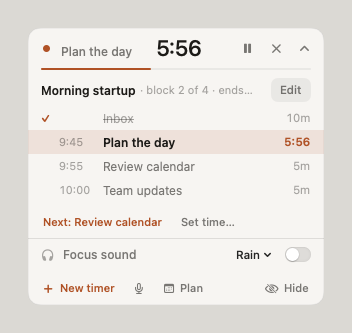 Plan the day 5:56
Morning startup · block 2 of 4 · ends... Edit
Inbox 10m
9:45 Plan the day 5:56
9:55 Review calendar 5m
10:00 Team updates 5m
Next: Review calendar Set time...
Focus sound Rain
+ New timer Plan Hide